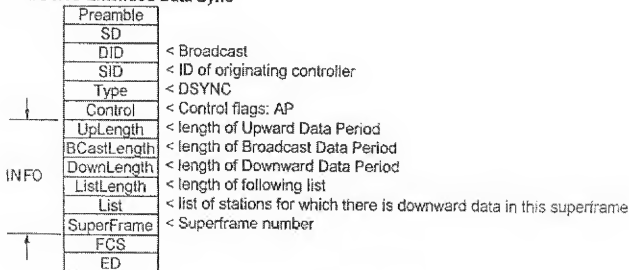 Extended Data Sync
Preamble
SD
DID < Broadcast
SID < ID of originating controller
Type < DSYNC
Control < Control flags: AP
UpLength < length of Upward Data Period
BCastLength < length of Broadcast Data Period
DownLength < length of Downward Data Period
INFO
ListLength < length of following list
List < list of stations for which there is downward data in this superframe
SuperFrame < Superframe number
FCS
ED